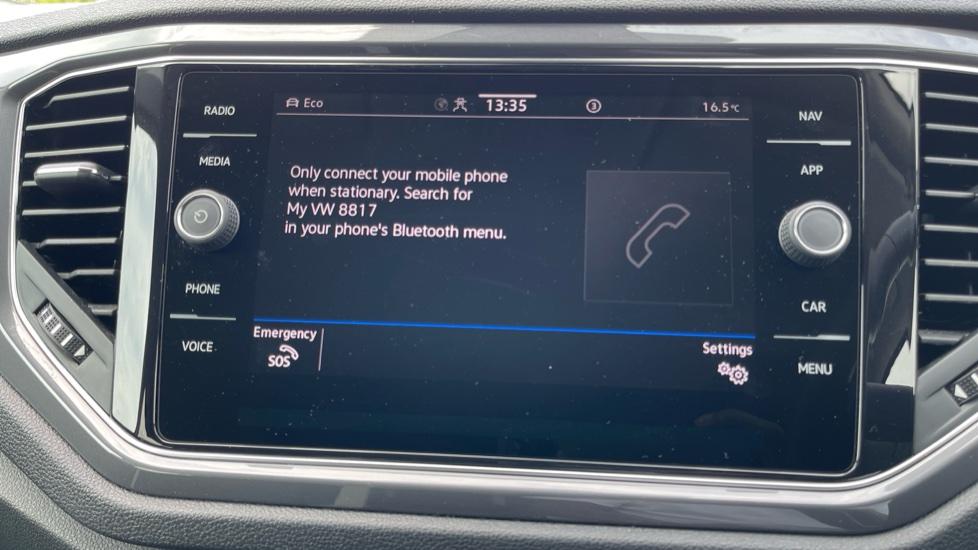 RADIO
MEDIA
PHONE
VOICE
Eco
13:35
3
16.5°C
Only connect your mobile phone
when stationary. Search for
My VW 8817
in your phone's Bluetooth menu.
Emergency
SOS
Settings
NAV
APP
CAR
MENU